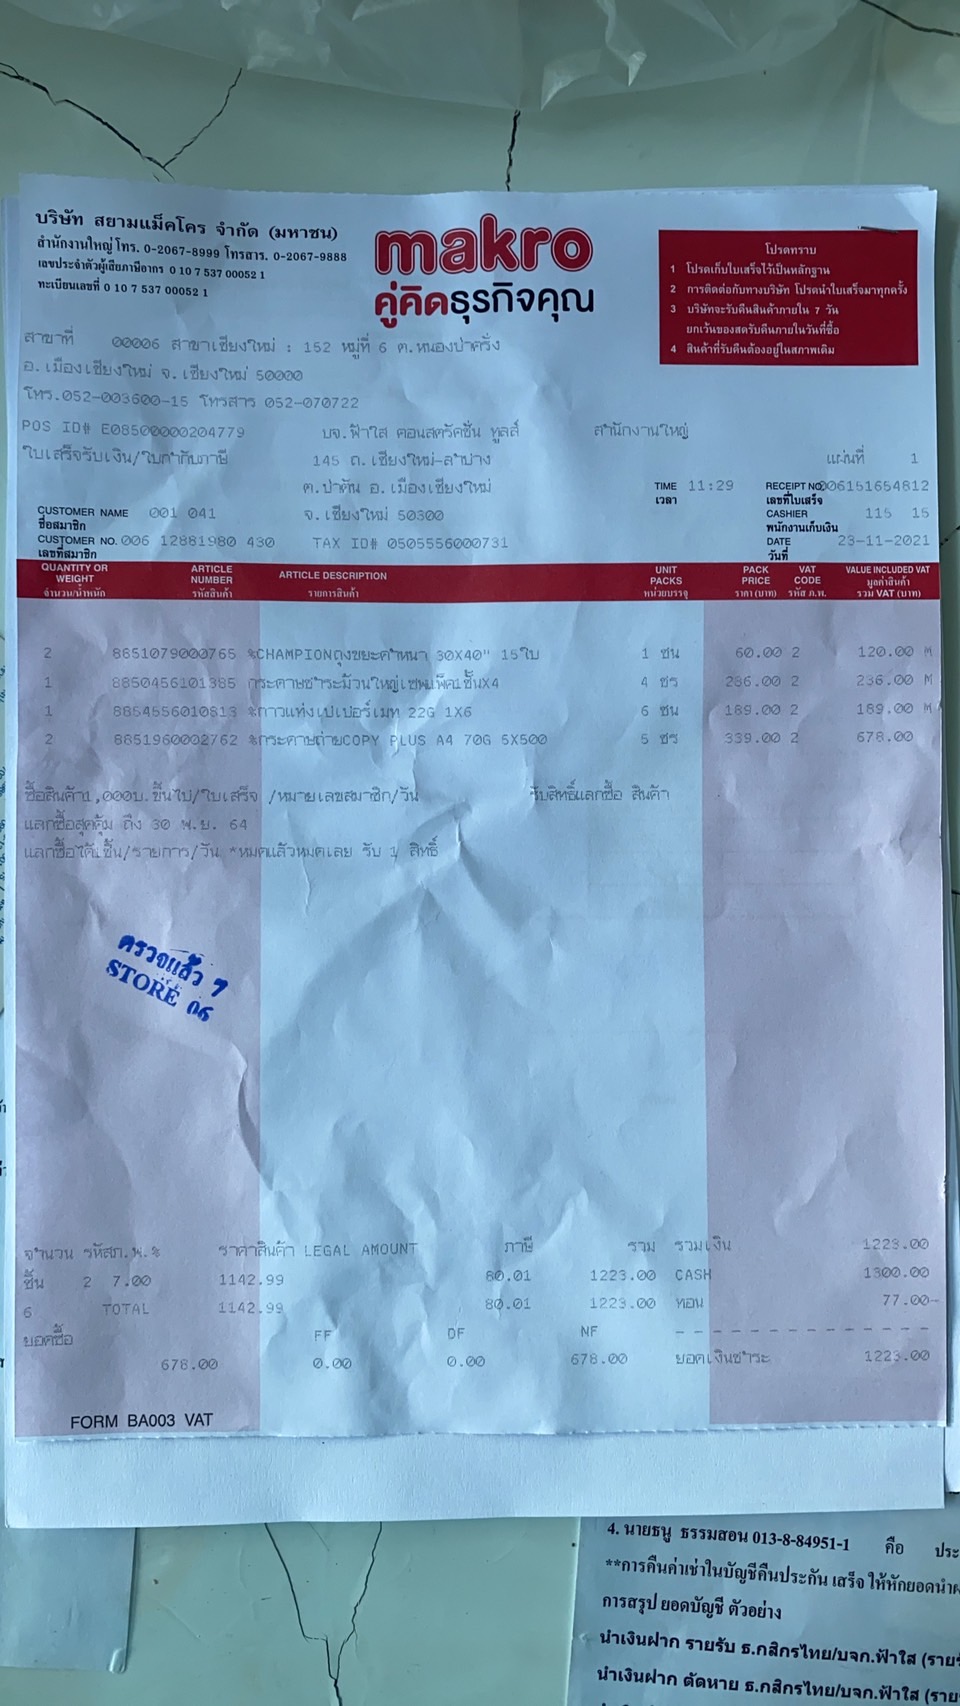 บริษัท สยามแม็คโคร จำกัด (มหาชน)
สำนักงานใหญ่ โทร. 0-2067-8999 โทรสาร. 0-2067-9888
เลขประจำตัวผู้เสียภาษีอากร 0 10 7 537 00052 1
ทะเบียนเลขที่ 0 10 7 537 00052 1
makro
คู่คิดธุรกิจคุณ
โปรดทราบ
1 โปรดเก็บใบเสร็จไว้เป็นหลักฐาน
2 การติดต่อกับทางบริษัท โปรดนำใบเสร็จมาทุกครั้ง
3 บริษัทจะรับคืนสินค้าภายใน 7 วัน
ยกเว้นของสดรับคืนภายในวันที่ซื้อ
4 สินค้าที่รับคืนต้องอยู่ในสภาพเดิม
สาขาที่ 00006 สาขาเชียงใหม่ : 152 หมู่ที่ 6 ต.หนองป่าครั่ง
อ.เมืองเชียงใหม่ จ.เชียงใหม่ 50000
โทร.052-003600-15 โทรสาร 052-070722
POS ID# E08500000204779 บจ.ฟ้าใส คอนสตรัคชั่น ทูลส์ สำนักงานใหญ่
ใบเสร็จรับเงิน/ใบกำกับภาษี 145 ถ.เชียงใหม่-ลำปาง แผ่นที่ 1
ต.ป่าตัน อ.เมืองเชียงใหม่ TIME 11:29 RECEIPT NO. 006151654812
เวลา เลขที่ใบเสร็จ
CUSTOMER NAME 001 041 จ.เชียงใหม่ 50300 CASHIER 115 15
ชื่อสมาชิก พนักงานเก็บเงิน
CUSTOMER NO. 006 12881980 430 TAX ID# 0505556000731 DATE 23-11-2021
เลขที่สมาชิก วันที่
QUANTITY OR WEIGHT ARTICLE NUMBER ARTICLE DESCRIPTION UNIT PACKS PACK PRICE VAT CODE VALUE INCLUDED VAT
จำนวน/น้ำหนัก รหัสสินค้า รายการสินค้า หน่วยบรรจุ ราคา (บาท) รหัส ภ.พ. มูลค่าสินค้า รวม VAT (บาท)
2 8851079000765 %CHAMPIONถุงขยะดำหนา 30X40" 15ใบ 1 ชน 60.00 2 120.00 M
1 8850456101385 กระดาษชำระม้วนใหญ่เซพแพ็ค1ชั้นX4 4 ชร 236.00 2 236.00 M
1 8854556010813 %กาวแท่งเปเปอร์เมท 22G 1X6 6 ชน 189.00 2 189.00 M
2 8851960002762 %กระดาษถ่ายCOPY PLUS A4 70G 5X500 5 ชร 339.00 2 678.00
ซื้อสินค้า1,000บ.ขึ้นไป/ใบเสร็จ /หมายเลขสมาชิก/วัน รับสิทธิ์แลกซื้อ สินค้า
แลกซื้อสุดคุ้ม ถึง 30 พ.ย. 64
แลกซื้อได้1ชิ้น/รายการ/วัน *หมดแล้วหมดเลย รับ 1 สิทธิ์
ตรวจแล้ว 7
STORE 06
จำนวน รหัสภ.พ.% ราคาสินค้า LEGAL AMOUNT ภาษี รวม รวมเงิน 1223.00
ชิ้น 2 7.00 1142.99 80.01 1223.00 CASH 1300.00
6 TOTAL 1142.99 80.01 1223.00 ทอน 77.00-
ยอดซื้อ FF DF NF
678.00 0.00 0.00 678.00 ยอดเงินชำระ 1223.00
FORM BA003 VAT
4. นายธนู ธรรมสอน 013-8-84951-1 คือ
**การคืนค่าเช่าในบัญชีคืนประกัน เสร็จ ให้หักยอดนำ
การสรุป ยอดบัญชี ตัวอย่าง
นำเงินฝาก รายรับ ธ.กสิกรไทย/บจก.ฟ้าใส
นำเงินฝาก ตัดหาย ธ.กสิกรไทย/บจก.ฟ้าใส